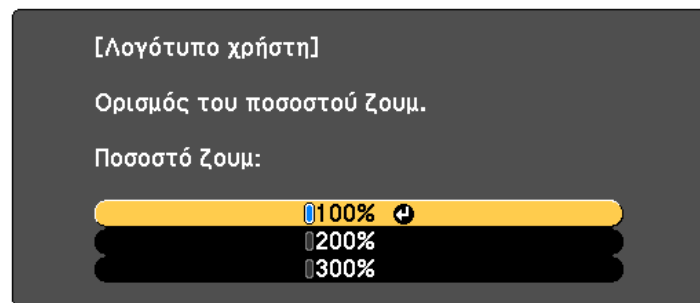 [Λογότυπο χρήστη]
Ορισμός του ποσοστού ζουμ.
Ποσοστό ζουμ:
100%
200%
300%